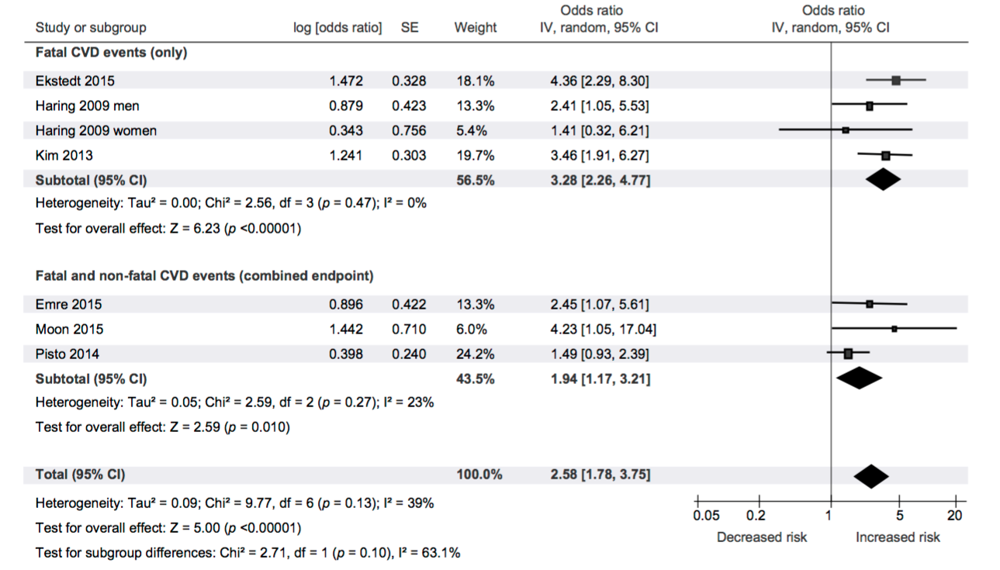 Odds ratio Odds ratio
Study or subgroup log [odds ratio] SE Weight IV, random, 95% CI IV, random, 95% CI
Fatal CVD events (only)
Ekstedt 2015 1.472 0.328 18.1% 4.36 [2.29, 8.30]
Haring 2009 men 0.879 0.423 13.3% 2.41 [1.05, 5.53]
Haring 2009 women 0.343 0.756 5.4% 1.41 [0.32, 6.21]
Kim 2013 1.241 0.303 19.7% 3.46 [1.91, 6.27]
Subtotal (95% CI) 56.5% 3.28 [2.26, 4.77]
Heterogeneity: Tau² = 0.00; Chi² = 2.56, df = 3 (p = 0.47); I² = 0%
Test for overall effect: Z = 6.23 (p <0.00001)
Fatal and non-fatal CVD events (combined endpoint)
Emre 2015 0.896 0.422 13.3% 2.45 [1.07, 5.61]
Moon 2015 1.442 0.710 6.0% 4.23 [1.05, 17.04]
Pisto 2014 0.398 0.240 24.2% 1.49 [0.93, 2.39]
Subtotal (95% CI) 43.5% 1.94 [1.17, 3.21]
Heterogeneity: Tau² = 0.05; Chi² = 2.59, df = 2 (p = 0.27); I² = 23%
Test for overall effect: Z = 2.59 (p = 0.010)
Total (95% CI) 100.0% 2.58 [1.78, 3.75]
Heterogeneity: Tau² = 0.09; Chi² = 9.77, df = 6 (p = 0.13); I² = 39%
Test for overall effect: Z = 5.00 (p <0.00001)
Test for subgroup differences: Chi² = 2.71, df = 1 (p = 0.10), I² = 63.1%
0.05 0.2 1 5 20
Decreased risk Increased risk